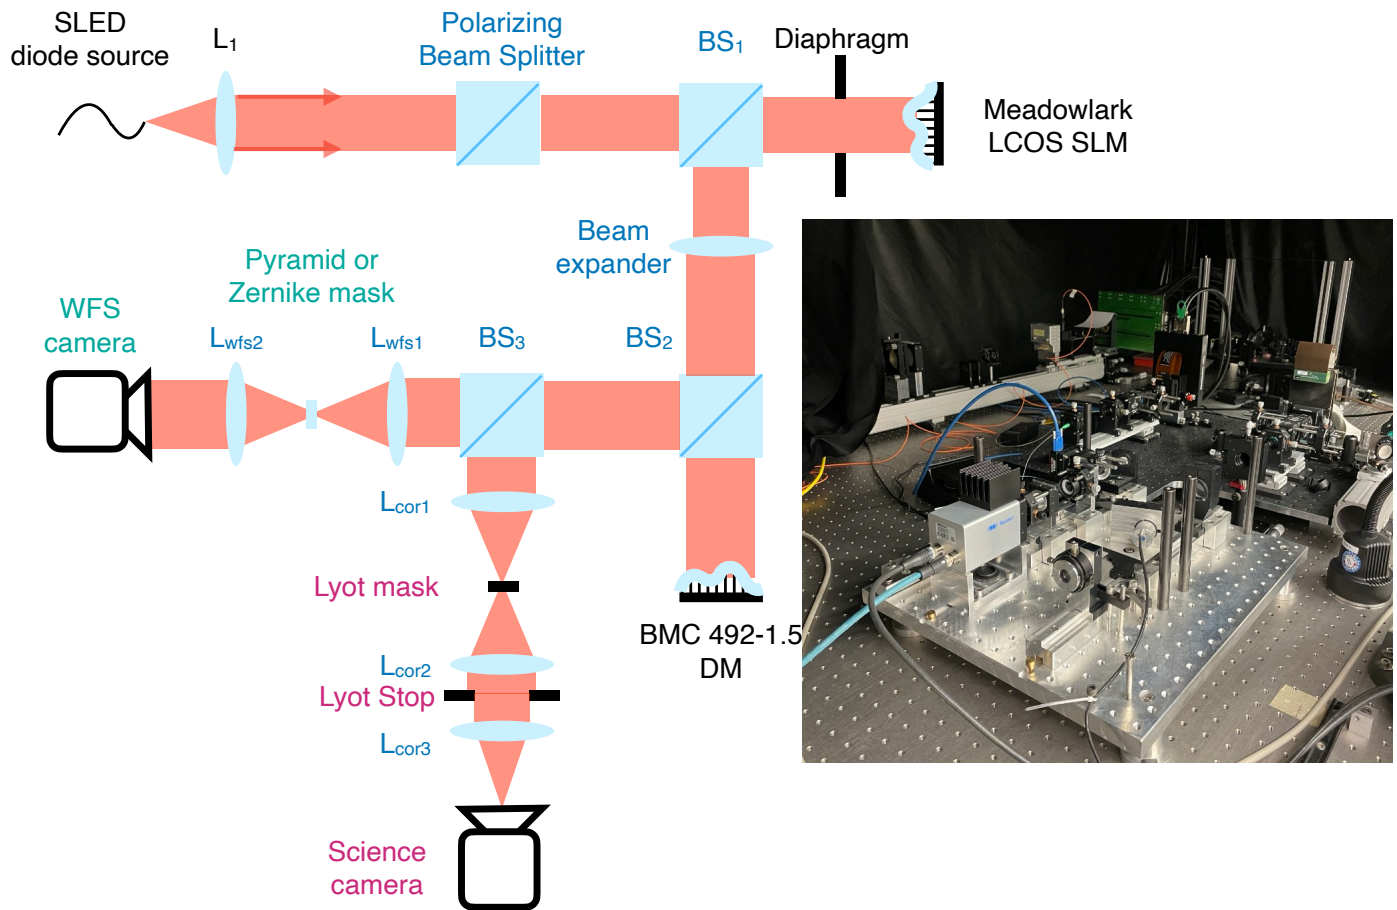 SLED
diode source
L1
Polarizing
Beam Splitter
BS1
Diaphragm
Meadowlark
LCOS SLM
Beam
expander
Pyramid or
Zernike mask
WFS
camera
Lwfs2
Lwfs1
BS3
BS2
Lcor1
Lyot mask
BMC 492-1.5
DM
Lcor2
Lyot Stop
Lcor3
Science
camera